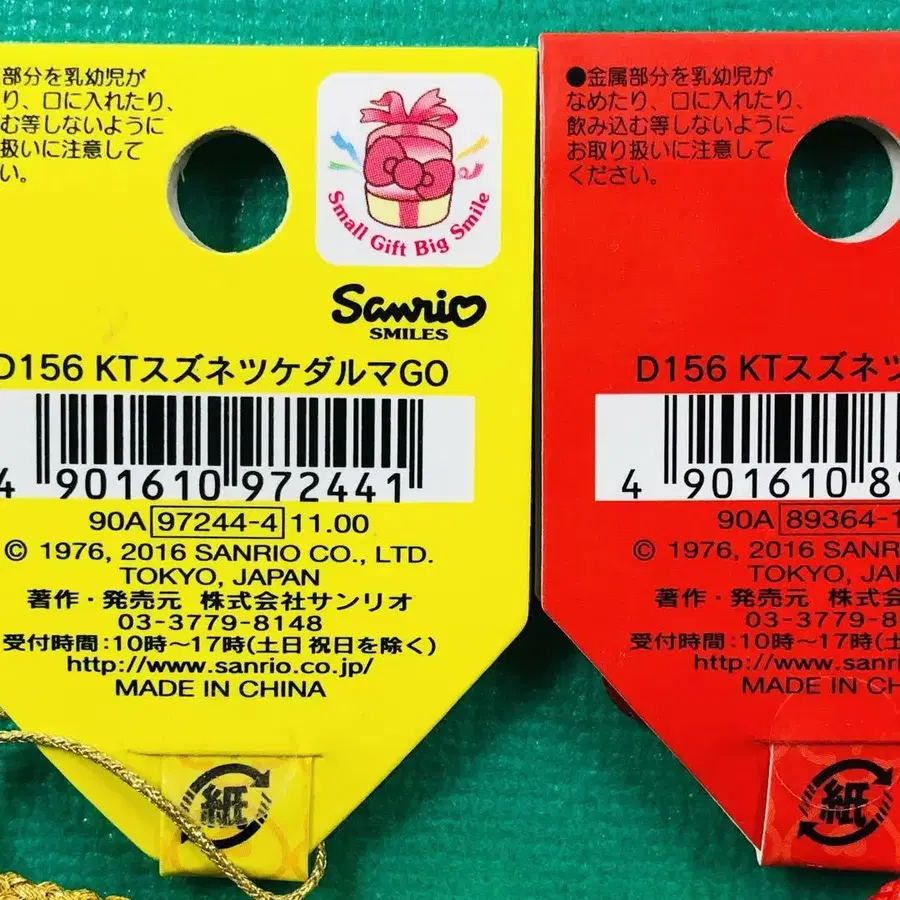 部分を乳幼児が
り、口に入れたり、
む等しないように
扱いに注意して
い。
Small Gift Big Smile
Sanrio
SMILES
D156 KTスズネツケダルマGO
4 901610 972441
90A 97244-4 11.00
© 1976, 2016 SANRIO CO., LTD.
TOKYO, JAPAN
著作・発売元 株式会社サンリオ
03-3779-8148
受付時間:10時〜17時(土日祝日を除く)
http://www.sanrio.co.jp/
MADE IN CHINA
紙
●金属部分を乳幼児が
なめたり、口に入れたり、
飲み込む等しないように
お取り扱いに注意して
ください。
D156 KTスズネツ
4 901610 89
90A 89364-1
© 1976, 2016 SANR
TOKYO, JA
著作・発売元 株式会
03-3779-8
受付時間:10時〜17時(土
http://www.sanri
MADE IN CH
紙